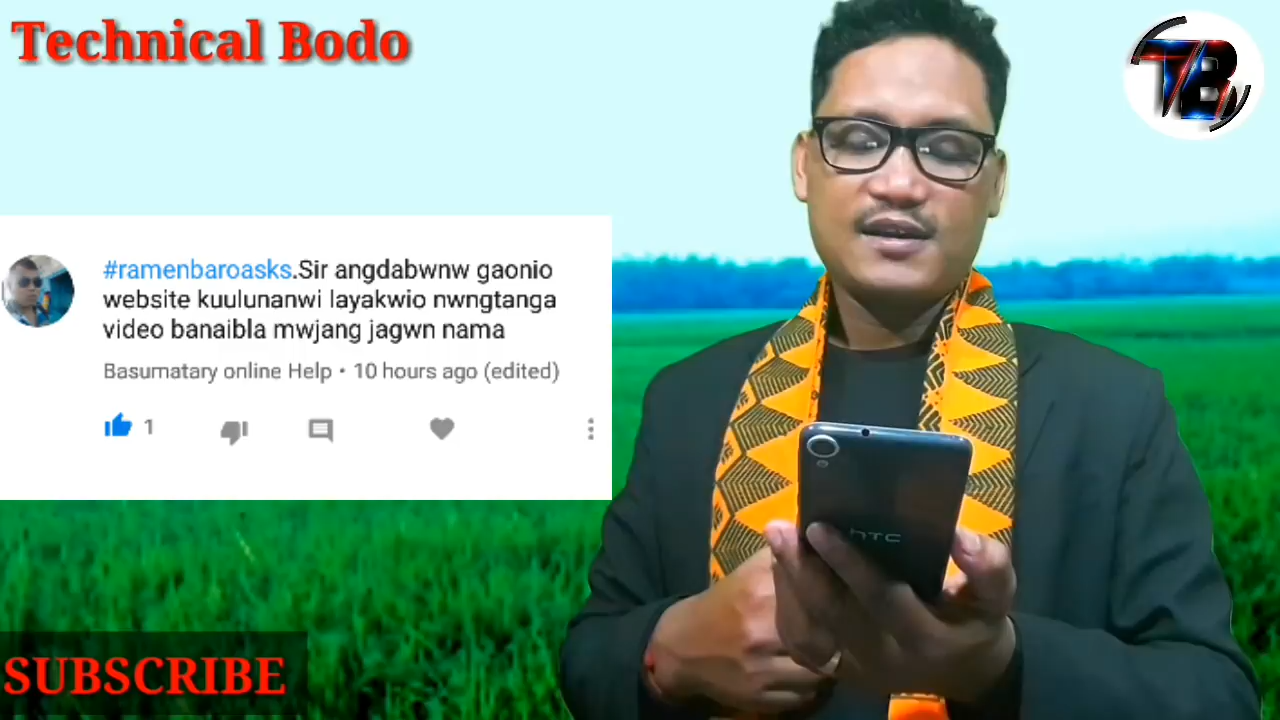 Technical Bodo
TB
#ramenbaroasks.Sir angdabwnw gaonio
website kuulunanwi layakwio nwngtanga
video banaibla mwjang jagwn nama
Basumatary online Help • 10 hours ago (edited)
1
hTC
SUBSCRIBE